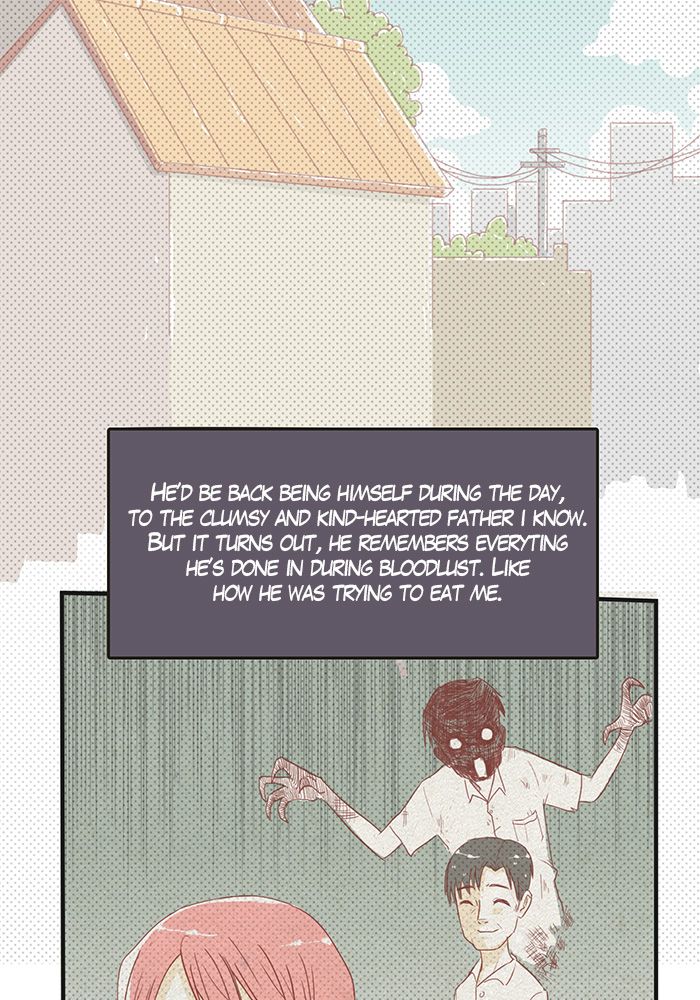 HE'D BE BACK BEING HIMSELF DURING THE DAY,
TO THE CLUMSY AND KIND-HEARTED FATHER I KNOW.
BUT IT TURNS OUT, HE REMEMBERS EVERYTING
HE'S DONE IN DURING BLOODLUST. LIKE
HOW HE WAS TRYING TO EAT ME.